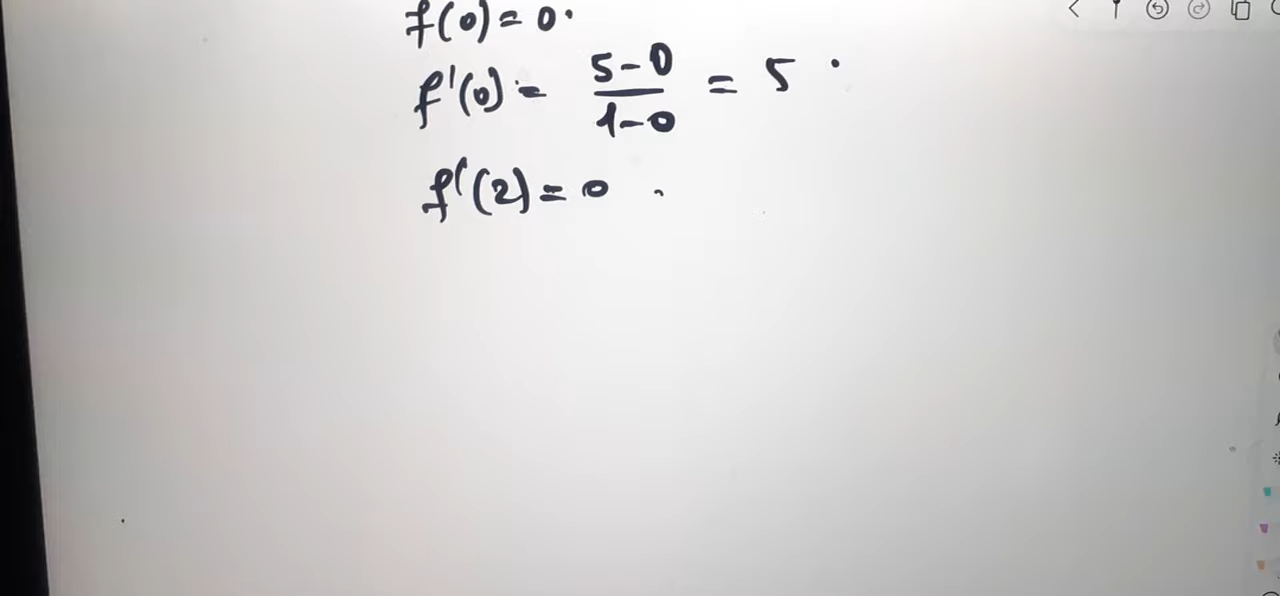 f(0) = 0.
f'(0) = (5-0)/(1-0) = 5.
f'(2) = 0.